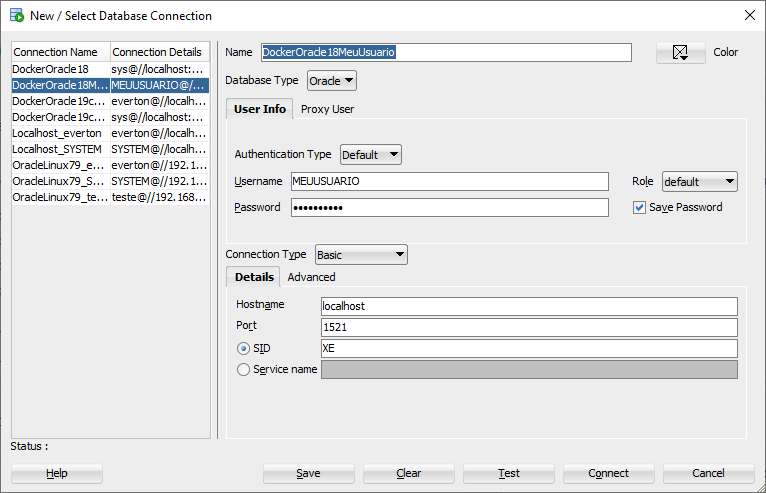 New / Select Database Connection
Connection Name Connection Details
DockerOracle18 sys@//localhost:...
DockerOracle18M... MEUUSUARIO@/...
DockerOracle19c... everton@//localh...
DockerOracle19c... sys@//localhost:...
Localhost_everton everton@//localh...
Localhost_SYSTEM SYSTEM@//localh...
OracleLinux79_e... everton@//192.1...
OracleLinux79_S... SYSTEM@//192.1...
OracleLinux79_te... teste@//192.168...
Name DockerOracle18MeuUsuario Color
Database Type Oracle
User Info Proxy User
Authentication Type Default
Username MEUUSUARIO Role default
Password •••••••••• Save Password
Connection Type Basic
Details Advanced
Hostname localhost
Port 1521
SID XE
Service name
Status :
Help Save Clear Test Connect Cancel